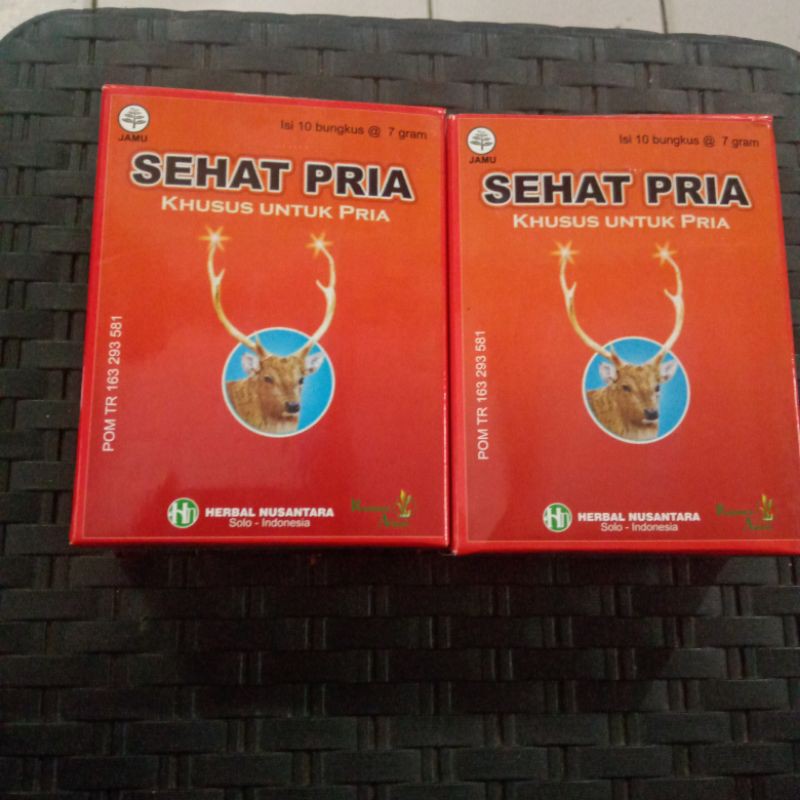 JAMU
Isi 10 bungkus @ 7 gram
SEHAT PRIA
KHUSUS UNTUK PRIA
POM TR 163 293 581
Hn HERBAL NUSANTARA
Solo - Indonesia
JAMU
Isi 10 bungkus @ 7 gram
SEHAT PRIA
KHUSUS UNTUK PRIA
POM TR 163 293 581
Hn HERBAL NUSANTARA
Solo - Indonesia